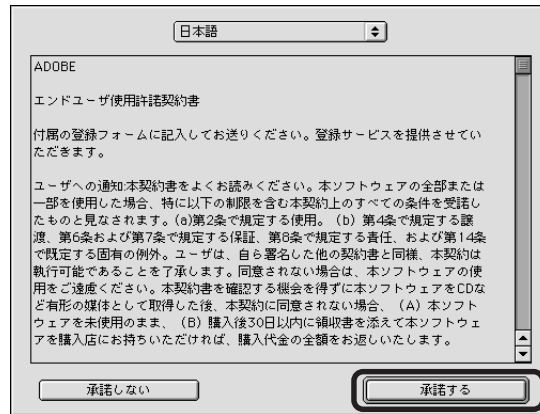 日本語
ADOBE
エンドユーザ使用許諾契約書
付属の登録フォームに記入してお送りください。登録サービスを提供させてい
ただきます。
ユーザへの通知:本契約書をよくお読みください。本ソフトウェアの全部または
一部を使用した場合、特に以下の制限を含む本契約上のすべての条件を受諾し
たものと見なされます。(a)第2条で規定する使用。 (b) 第4条で規定する譲
渡、第6条および第7条で規定する保証、第8条で規定する責任、および第14条
で既定する固有の例外。ユーザは、自ら署名した他の契約書と同様、本契約は
執行可能であることを了承します。同意されない場合は、本ソフトウェアの使
用をご遠慮ください。本契約書を確認する機会を得ずに本ソフトウェアをCDな
ど有形の媒体として取得した後、本契約に同意されない場合、(A) 本ソフト
ウェアを未使用のまま、(B) 購入後30日以内に領収書を添えて本ソフトウェ
アを購入店にお持ちいただければ、購入代金の全額をお返しいたします。
承諾しない
承諾する